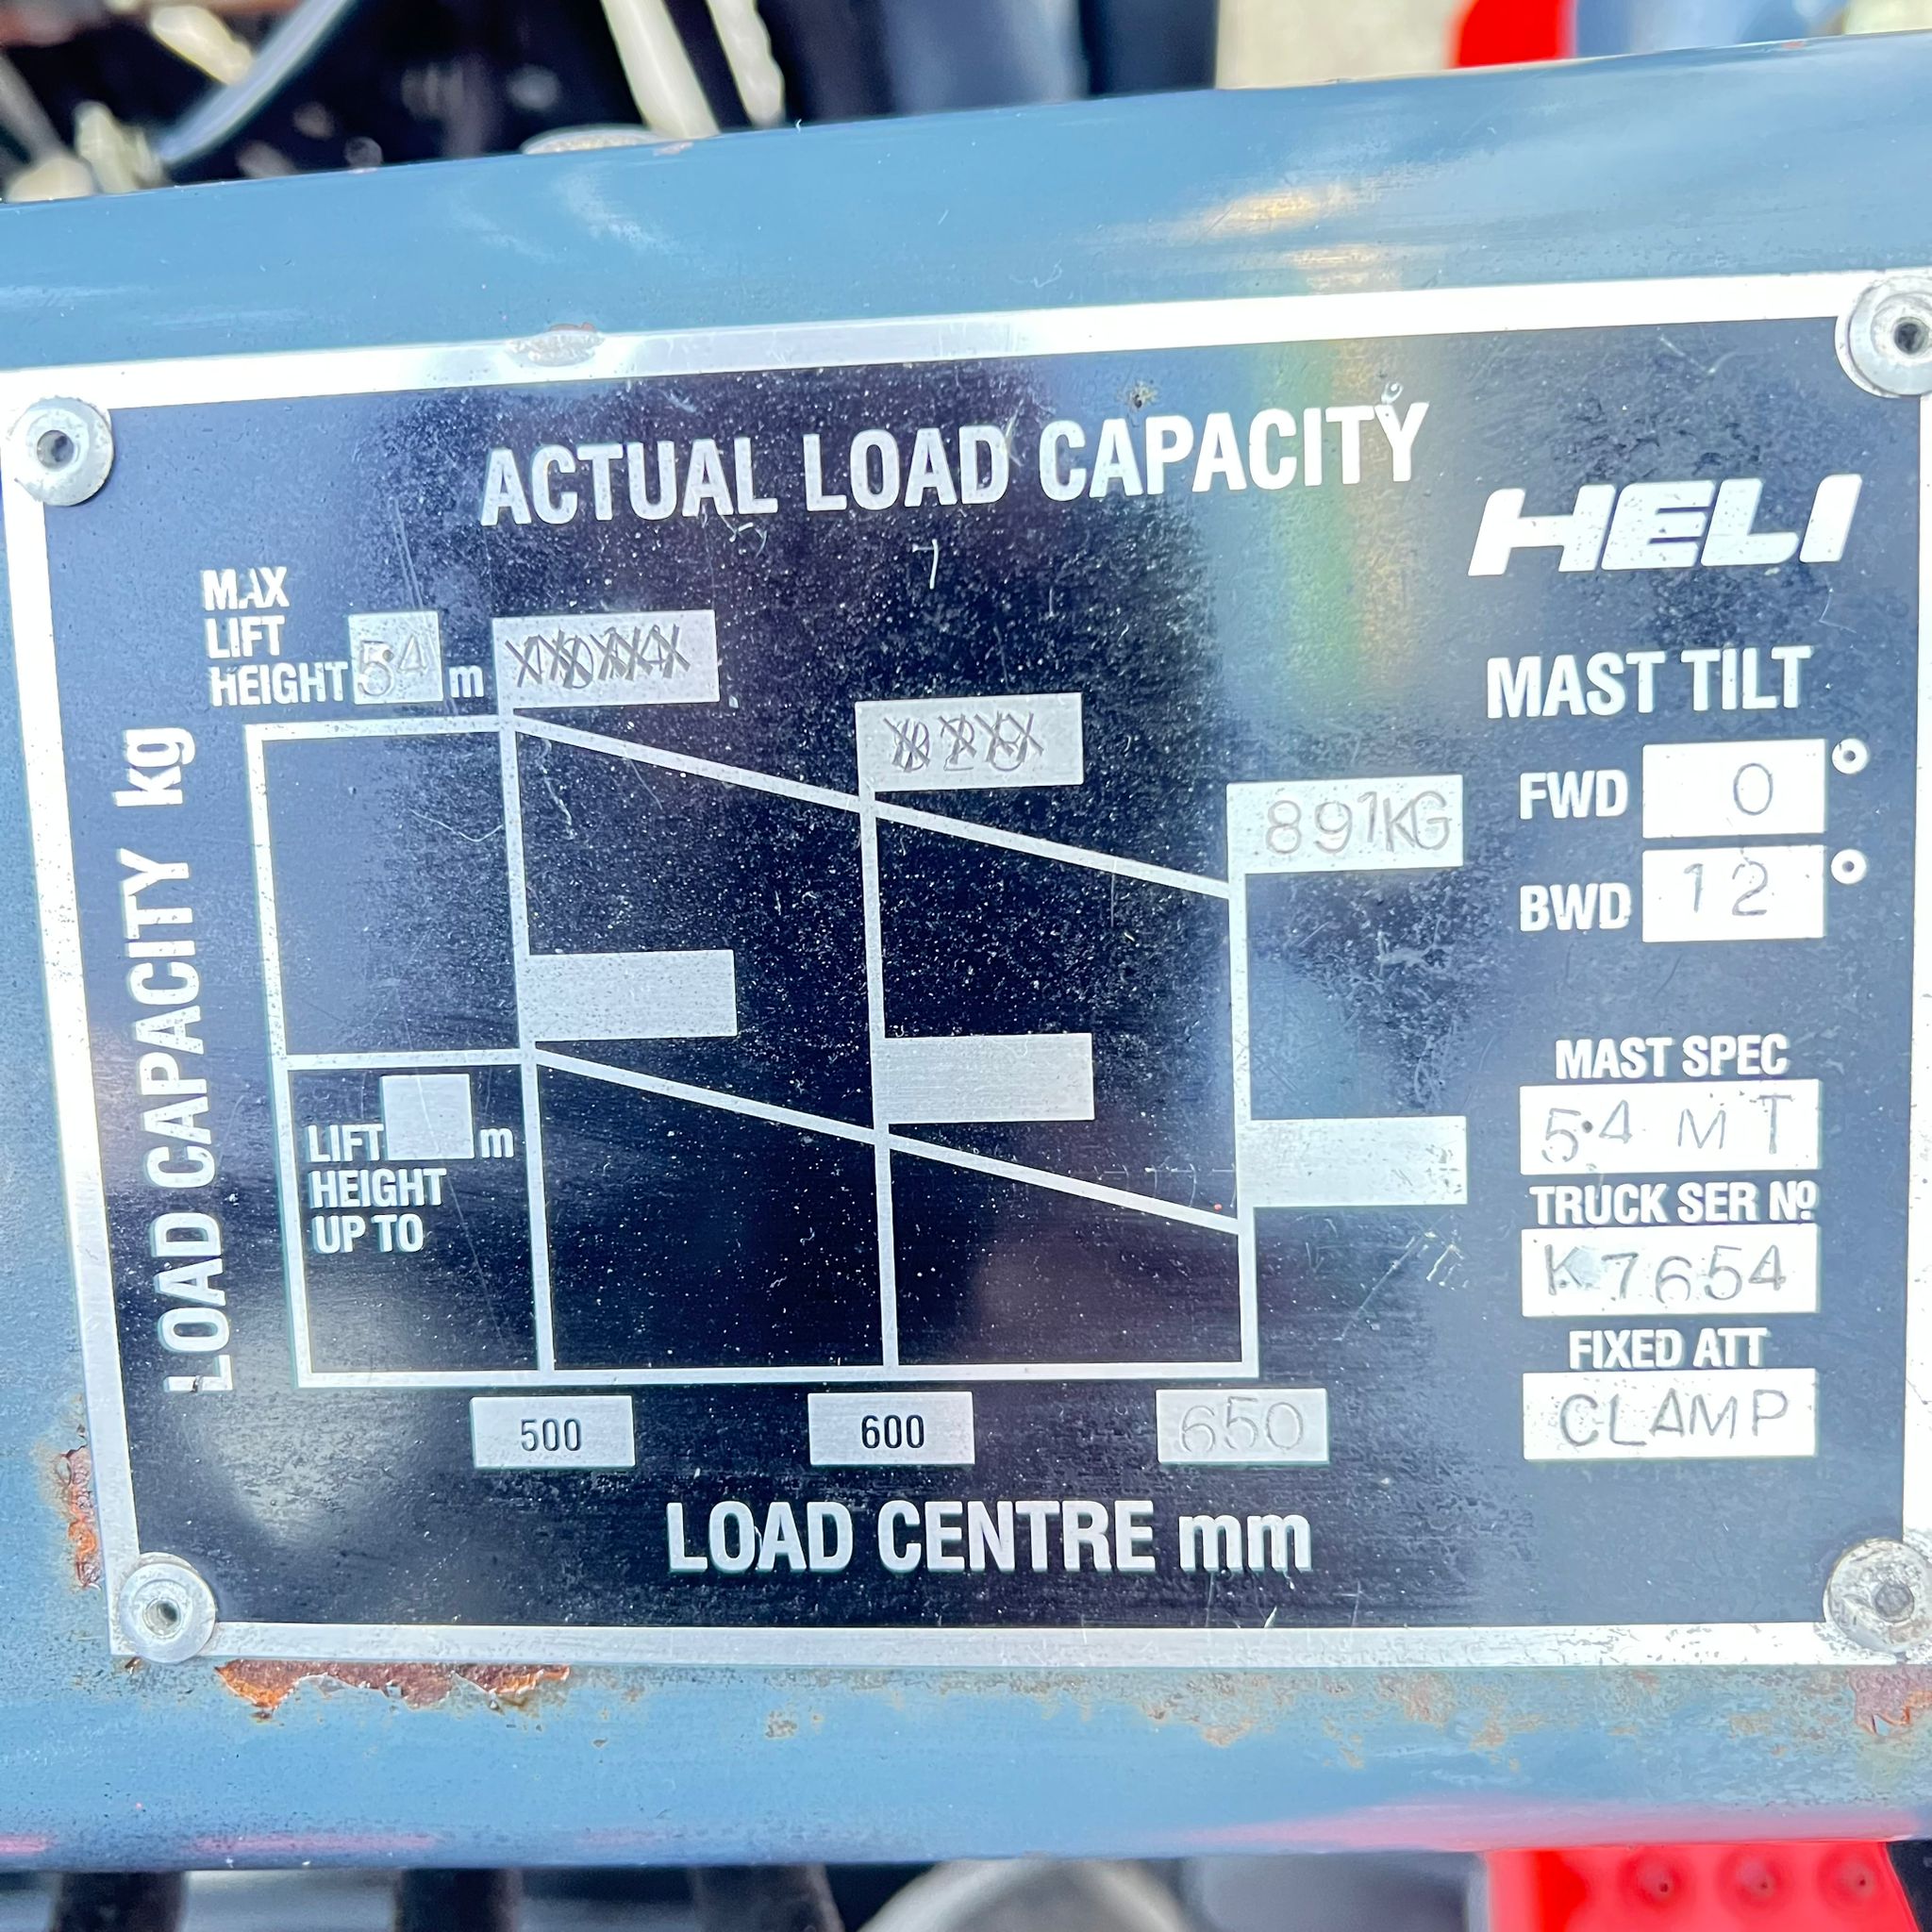 ACTUAL LOAD CAPACITY
HELI
MAX
LIFT
HEIGHT 5.4 m
891KG
MAST TILT
FWD 0°
BWD 12°
LOAD CAPACITY kg
LIFT m
HEIGHT
UP TO
MAST SPEC
5.4 M T
TRUCK SER Nº
K7654
FIXED ATT
CLAMP
500 600 650
LOAD CENTRE mm